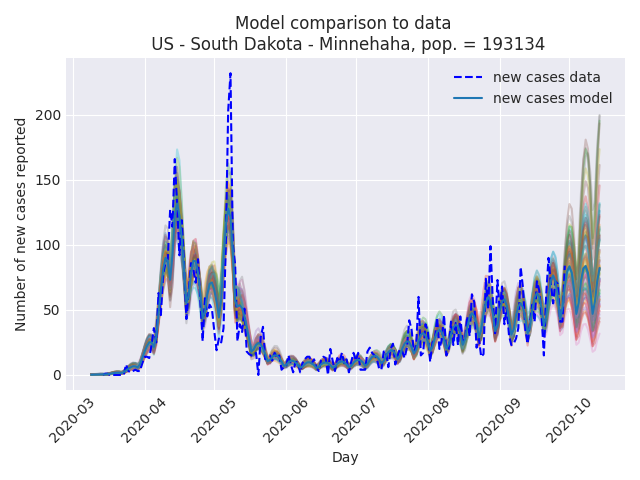 Model comparison to data
US - South Dakota - Minnehaha, pop. = 193134
new cases data
new cases model
Number of new cases reported
200
150
100
50
0
2020-03
2020-04
2020-05
2020-06
2020-07
2020-08
2020-09
2020-10
Day